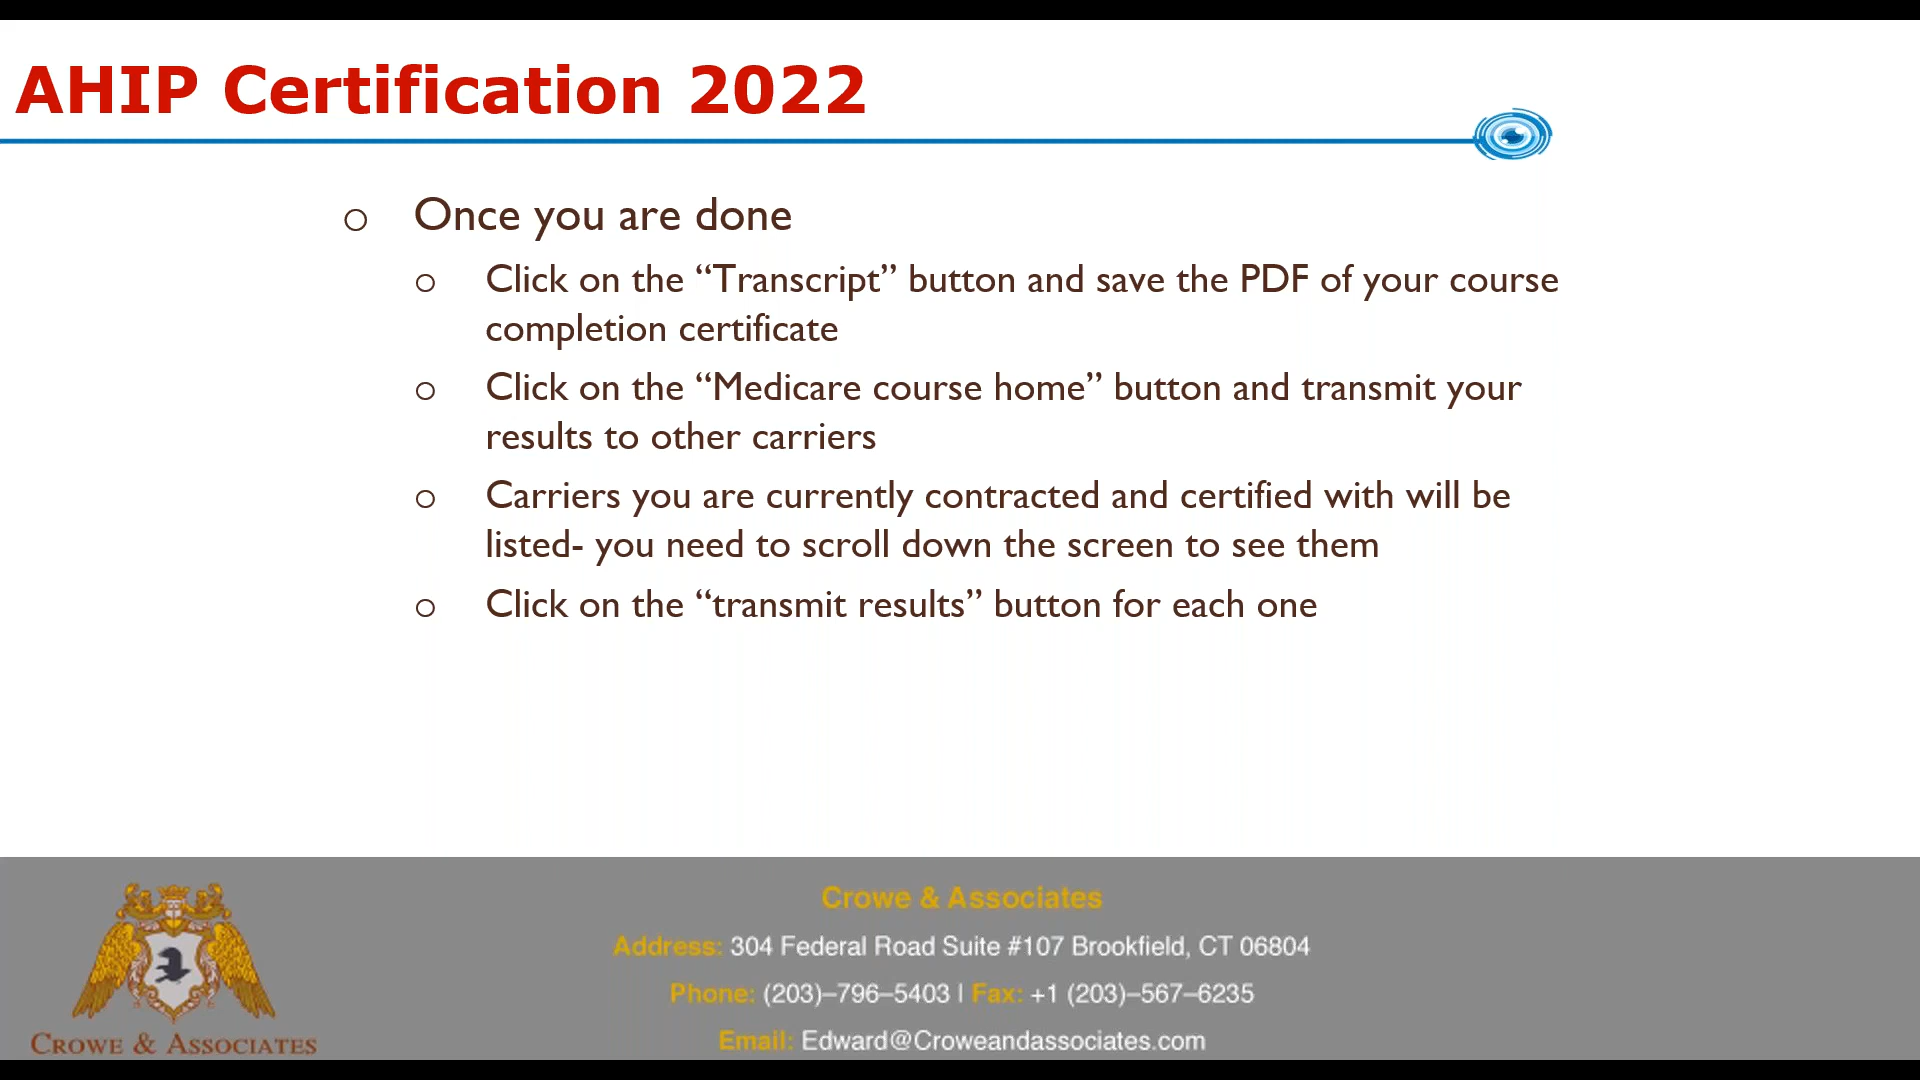 AHIP Certification 2022
o Once you are done
o Click on the “Transcript” button and save the PDF of your course
completion certificate
o Click on the “Medicare course home” button and transmit your
results to other carriers
o Carriers you are currently contracted and certified with will be
listed- you need to scroll down the screen to see them
o Click on the “transmit results” button for each one
Crowe & Associates
Address: 304 Federal Road Suite #107 Brookfield, CT 06804
Phone: (203)–796–5403 | Fax: +1 (203)–567–6235
Email: Edward@Croweandassociates.com
CROWE & ASSOCIATES